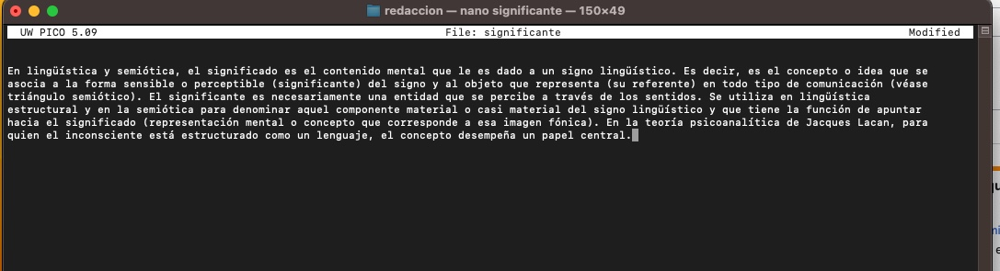 redaccion — nano significante — 150×49
UW PICO 5.09 File: significante Modified
En lingüística y semiótica, el significado es el contenido mental que le es dado a un signo lingüístico. Es decir, es el concepto o idea que se
asocia a la forma sensible o perceptible (significante) del signo y al objeto que representa (su referente) en todo tipo de comunicación (véase
triángulo semiótico). El significante es necesariamente una entidad que se percibe a través de los sentidos. Se utiliza en lingüística
estructural y en la semiótica para denominar aquel componente material o casi material del signo lingüístico y que tiene la función de apuntar
hacia el significado (representación mental o concepto que corresponde a esa imagen fónica). En la teoría psicoanalítica de Jacques Lacan, para
quien el inconsciente está estructurado como un lenguaje, el concepto desempeña un papel central.